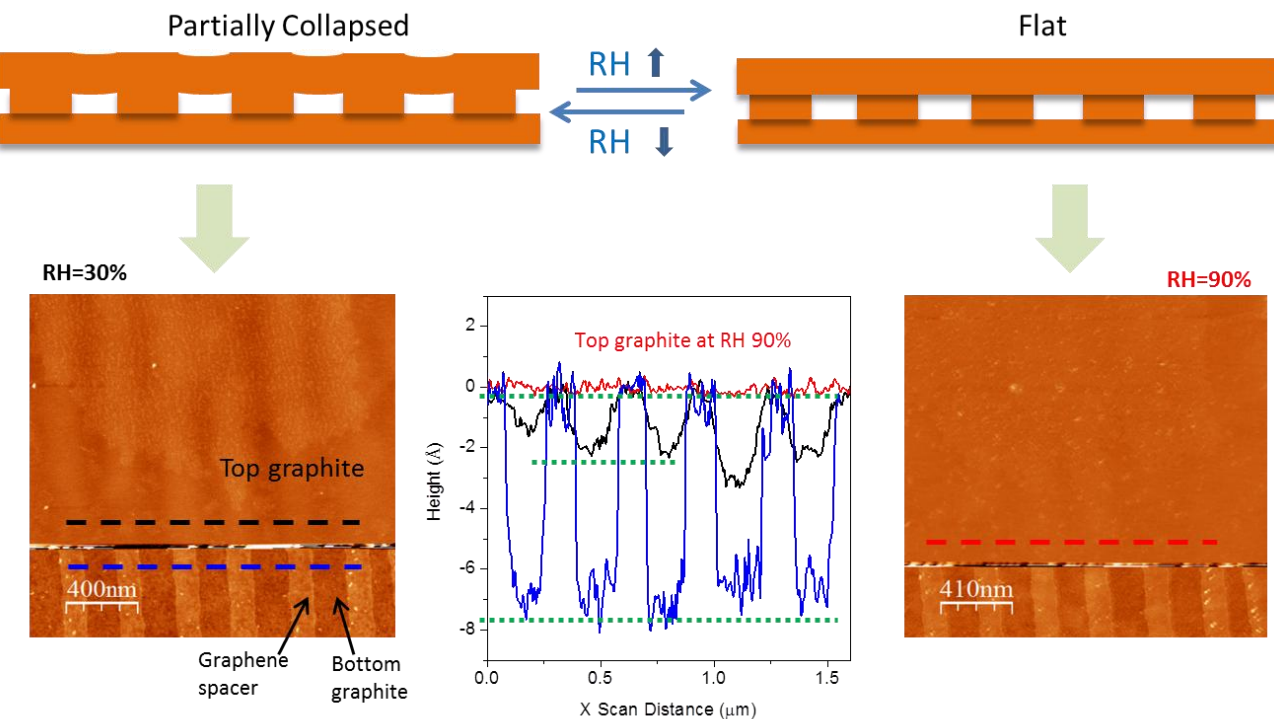 Partially Collapsed
Flat
RH
RH
RH=30%
RH=90%
Top graphite
400nm
Graphene
spacer
Bottom
graphite
Top graphite at RH 90%
2
0
-2
-4
-6
-8
Height (Å)
0.0
0.5
1.0
1.5
X Scan Distance (μm)
410nm